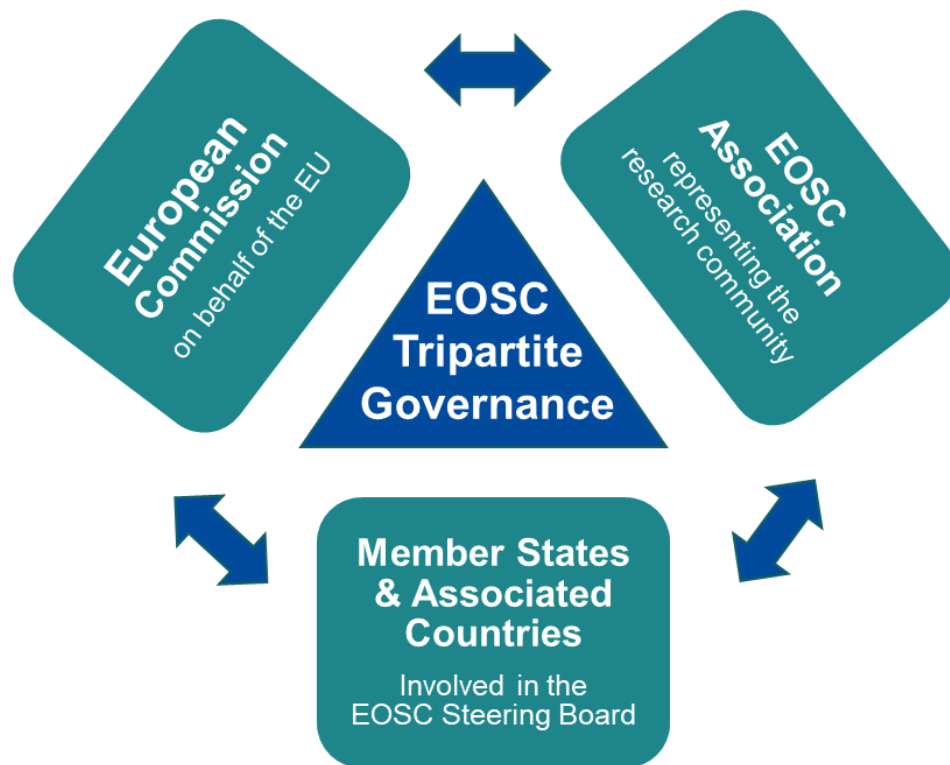 European
Commission
on behalf of the EU
EOSC
Association
representing the
research community
EOSC
Tripartite
Governance
Member States
& Associated
Countries
Involved in the
EOSC Steering Board